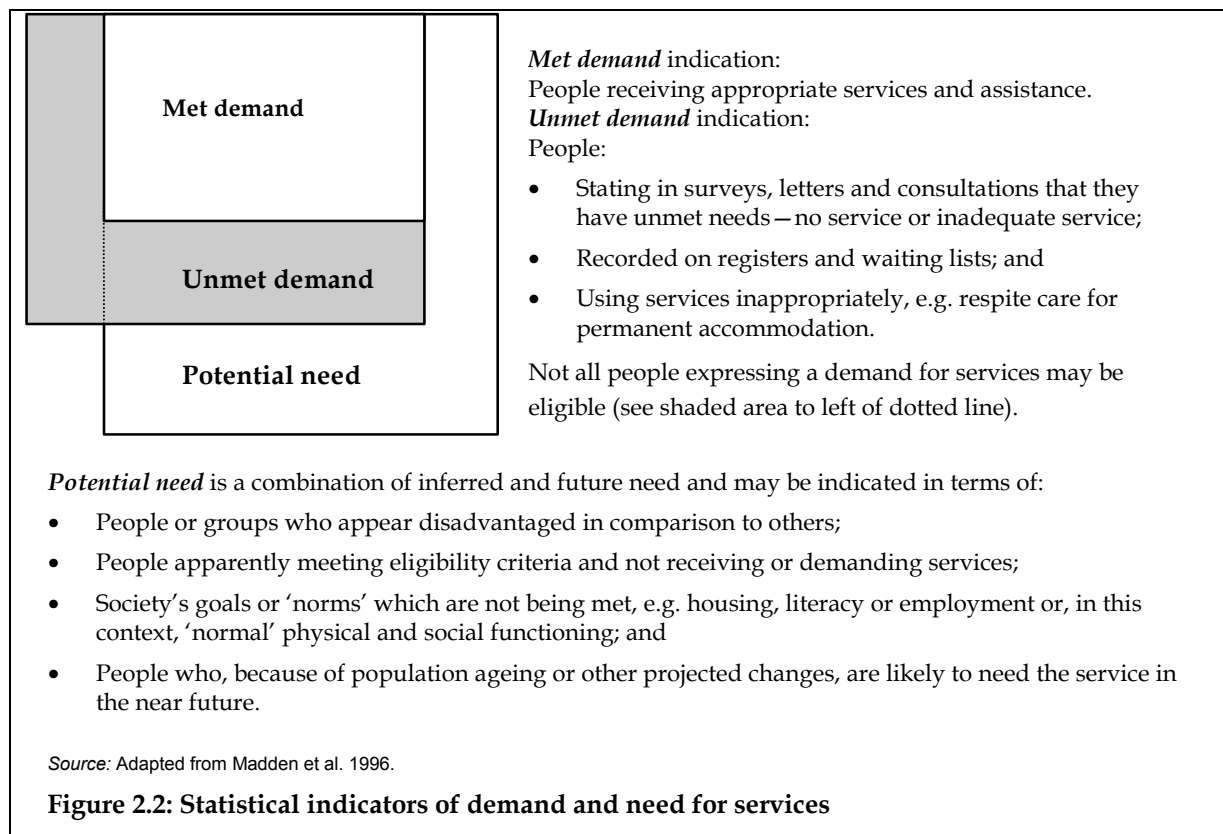 Met demand
Unmet demand
Potential need
Met demand indication:
People receiving appropriate services and assistance.
Unmet demand indication:
People:
• Stating in surveys, letters and consultations that they
have unmet needs—no service or inadequate service;
• Recorded on registers and waiting lists; and
• Using services inappropriately, e.g. respite care for
permanent accommodation.
Not all people expressing a demand for services may be
eligible (see shaded area to left of dotted line).
Potential need is a combination of inferred and future need and may be indicated in terms of:
• People or groups who appear disadvantaged in comparison to others;
• People apparently meeting eligibility criteria and not receiving or demanding services;
• Society’s goals or ‘norms’ which are not being met, e.g. housing, literacy or employment or, in this
context, ‘normal’ physical and social functioning; and
• People who, because of population ageing or other projected changes, are likely to need the service in
the near future.
Source: Adapted from Madden et al. 1996.
Figure 2.2: Statistical indicators of demand and need for services